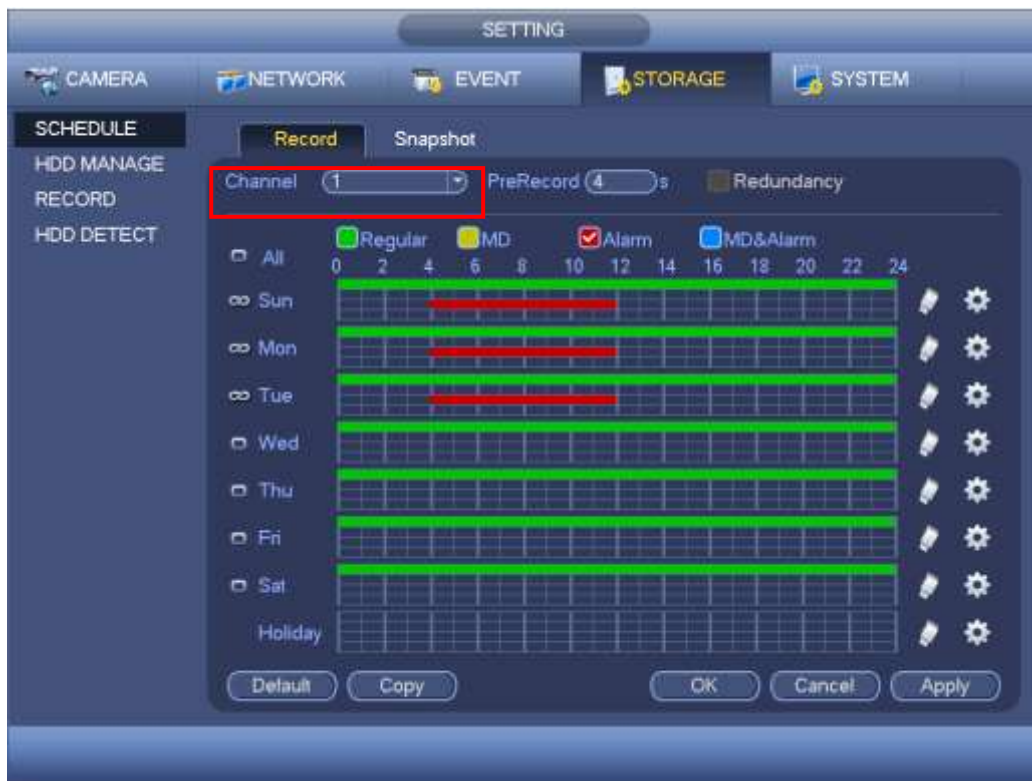 SETTING
CAMERA NETWORK EVENT STORAGE SYSTEM
SCHEDULE
HDD MANAGE
RECORD
HDD DETECT
Record Snapshot
Channel 1 PreRecord 4 s Redundancy
All Regular MD Alarm MD&Alarm
0 2 4 6 8 10 12 14 16 18 20 22 24
Sun
Mon
Tue
Wed
Thu
Fri
Sat
Holiday
Default Copy OK Cancel Apply